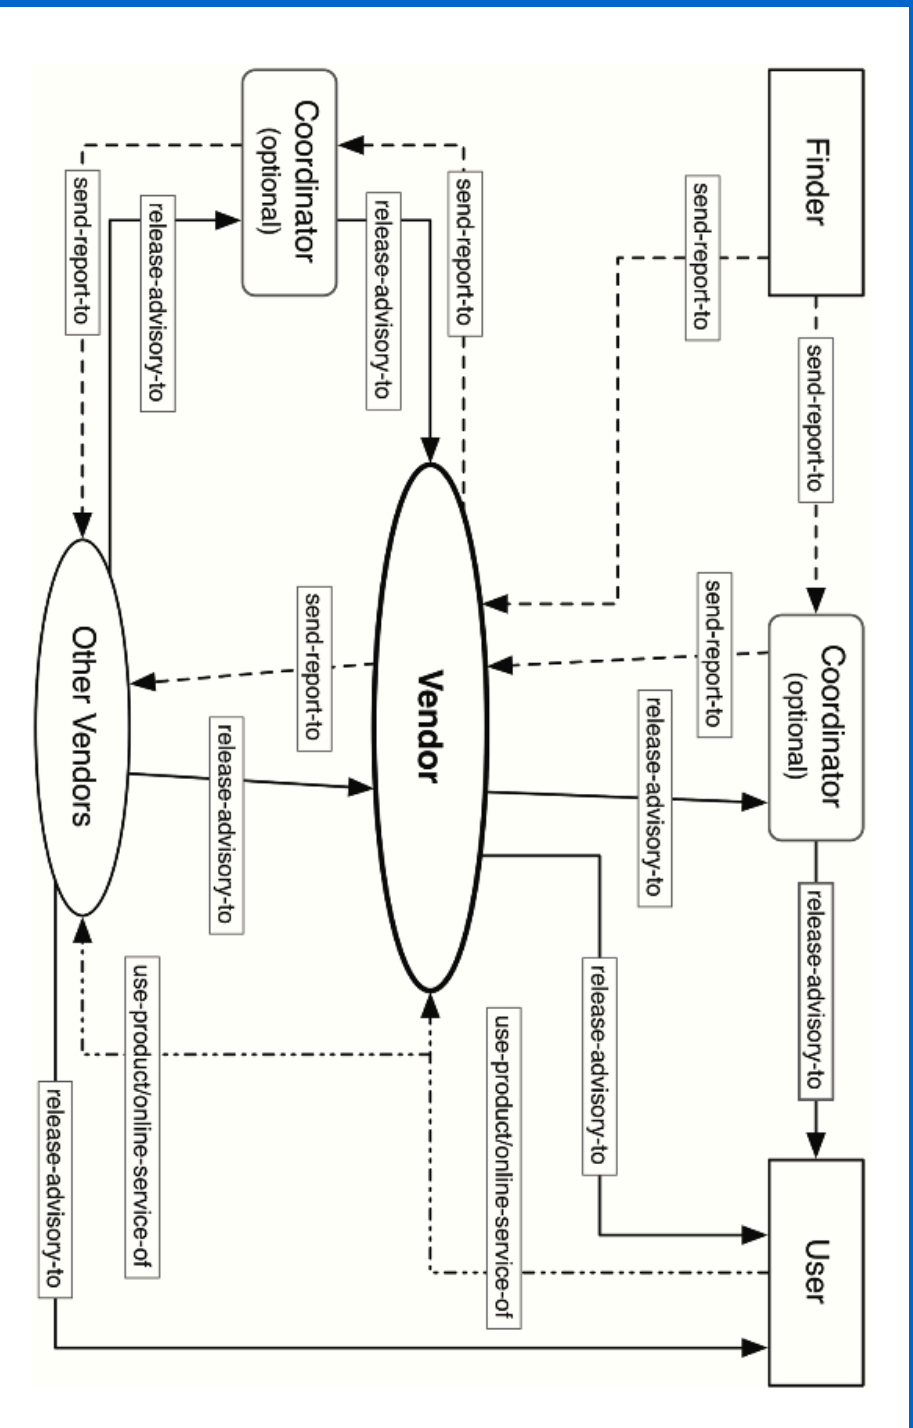 Finder
send-report-to
Coordinator
(optional)
release-advisory-to
User
send-report-to
send-report-to
release-advisory-to
release-advisory-to
use-product/online-service-of
Vendor
send-report-to
release-advisory-to
Coordinator
(optional)
send-report-to
release-advisory-to
use-product/online-service-of
release-advisory-to
send-report-to
Other Vendors
release-advisory-to